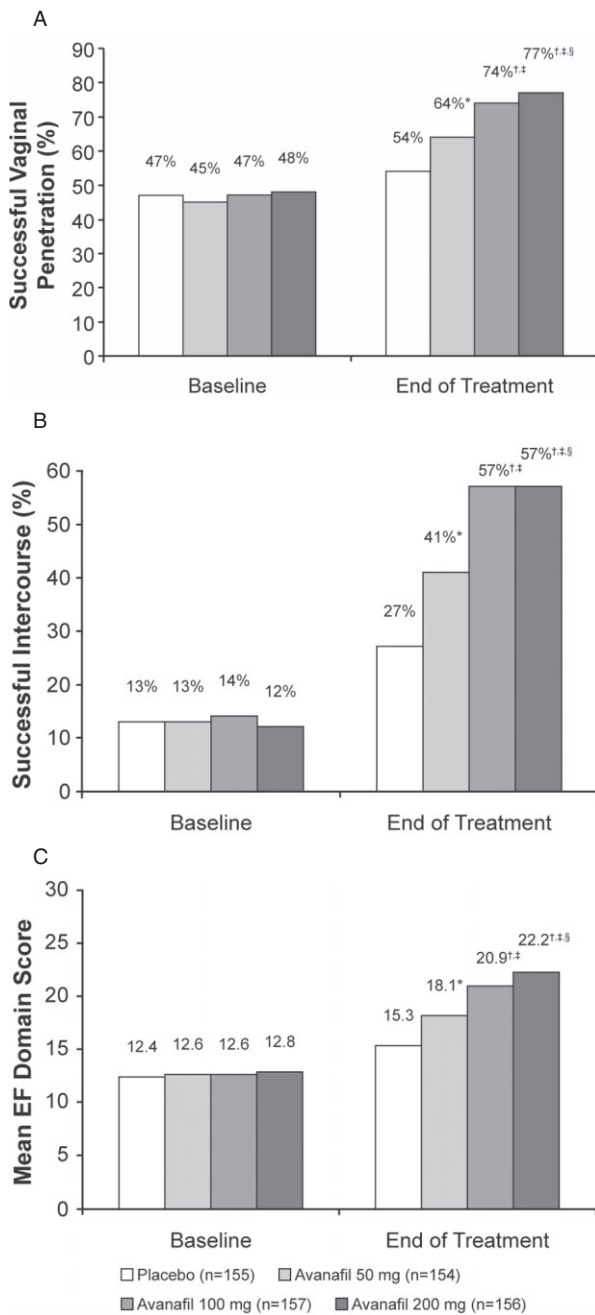 A
Successful Vaginal
Penetration (%)
90
80
70
60
50
40
30
20
10
0
47%
45%
47%
48%
54%
64%*
74%†,‡
77%†,‡,§
Baseline
End of Treatment
B
Successful Intercourse (%)
60
50
40
30
20
10
0
13%
13%
14%
12%
27%
41%*
57%†,‡
57%†,‡,§
Baseline
End of Treatment
C
Mean EF Domain Score
30
25
20
15
10
5
0
12.4
12.6
12.6
12.8
15.3
18.1*
20.9†,‡
22.2†,‡,§
Baseline
End of Treatment
Placebo (n=155)
Avanafil 50 mg (n=154)
Avanafil 100 mg (n=157)
Avanafil 200 mg (n=156)